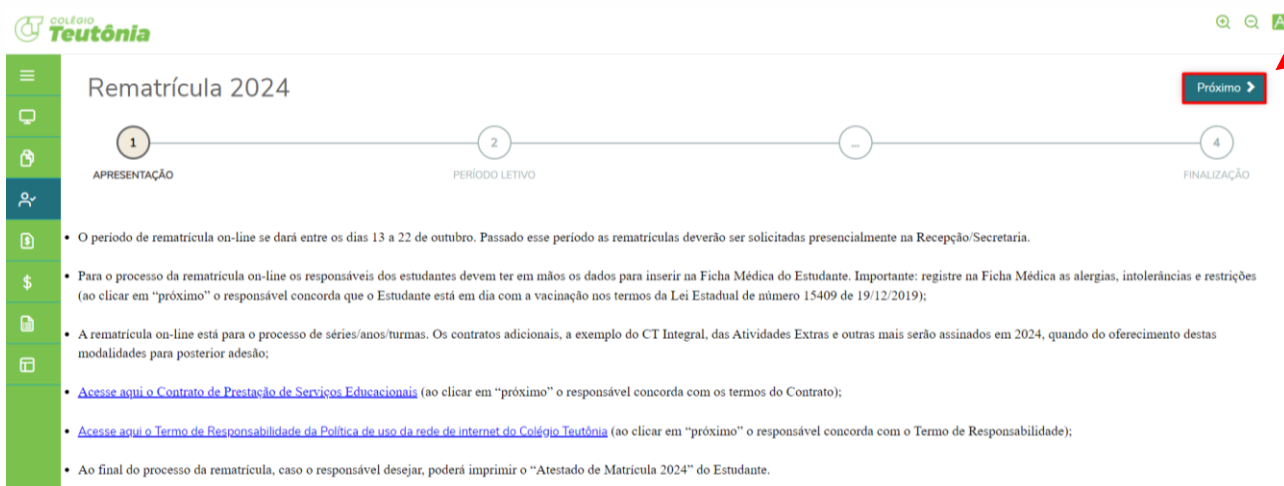 COLÉGIO
Teutônia
Rematrícula 2024
Próximo
1
2
...
4
APRESENTAÇÃO
PERÍODO LETIVO
FINALIZAÇÃO
• O período de rematrícula on-line se dará entre os dias 13 a 22 de outubro. Passado esse período as rematrículas deverão ser solicitadas presencialmente na Recepção/Secretaria.
• Para o processo da rematrícula on-line os responsáveis dos estudantes devem ter em mãos os dados para inserir na Ficha Médica do Estudante. Importante: registre na Ficha Médica as alergias, intolerâncias e restrições
(ao clicar em “próximo” o responsável concorda que o Estudante está em dia com a vacinação nos termos da Lei Estadual de número 15409 de 19/12/2019);
• A rematrícula on-line está para o processo de séries/anos/turmas. Os contratos adicionais, a exemplo do CT Integral, das Atividades Extras e outras mais serão assinados em 2024, quando do oferecimento destas
modalidades para posterior adesão;
• Acesse aqui o Contrato de Prestação de Serviços Educacionais (ao clicar em “próximo” o responsável concorda com os termos do Contrato);
• Acesse aqui o Termo de Responsabilidade da Política de uso da rede de internet do Colégio Teutônia (ao clicar em “próximo” o responsável concorda com o Termo de Responsabilidade);
• Ao final do processo da rematrícula, caso o responsável desejar, poderá imprimir o “Atestado de Matrícula 2024” do Estudante.